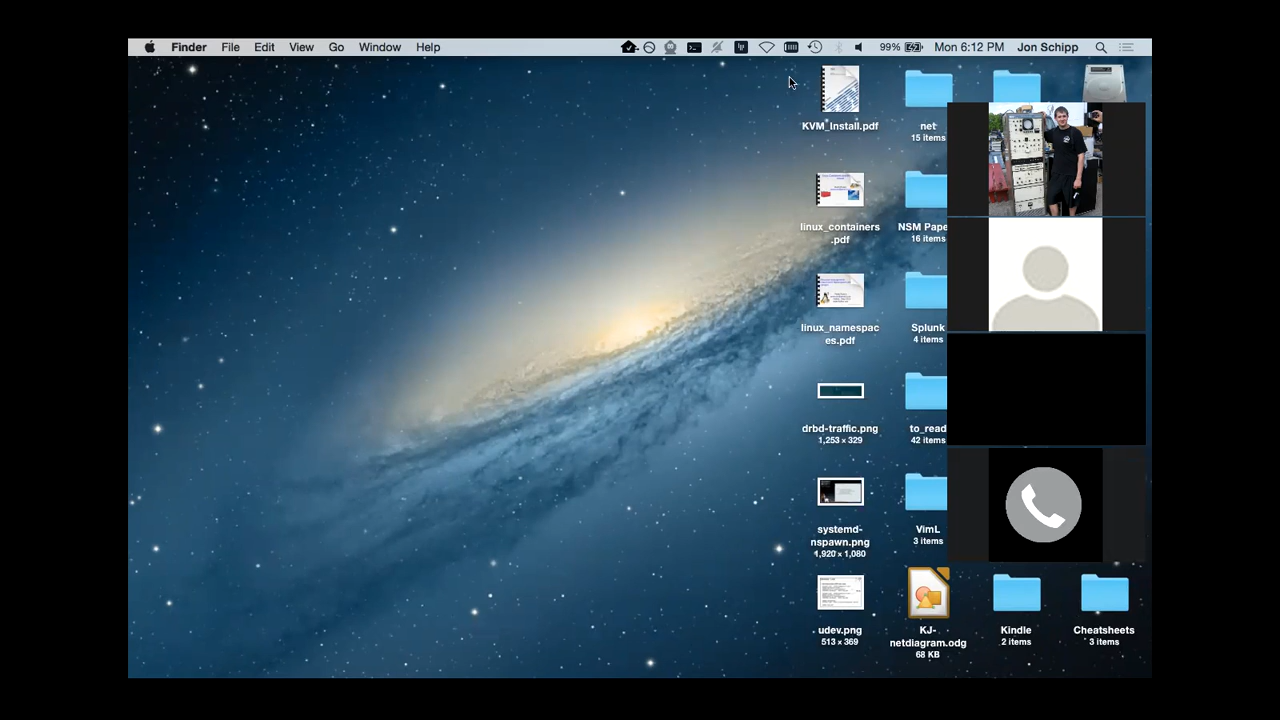 Finder File Edit View Go Window Help 99% Mon 6:12 PM Jon Schipp
KVM_Install.pdf
net
15 items
linux_containers
.pdf
NSM Pape
16 items
linux_namespac
es.pdf
Splunk
4 items
drbd-traffic.png
1,253 × 329
to_read
42 items
systemd-
nspawn.png
1,920 × 1,080
VimL
3 items
udev.png
513 × 369
KJ-
netdiagram.odg
68 KB
Kindle
2 items
Cheatsheets
3 items